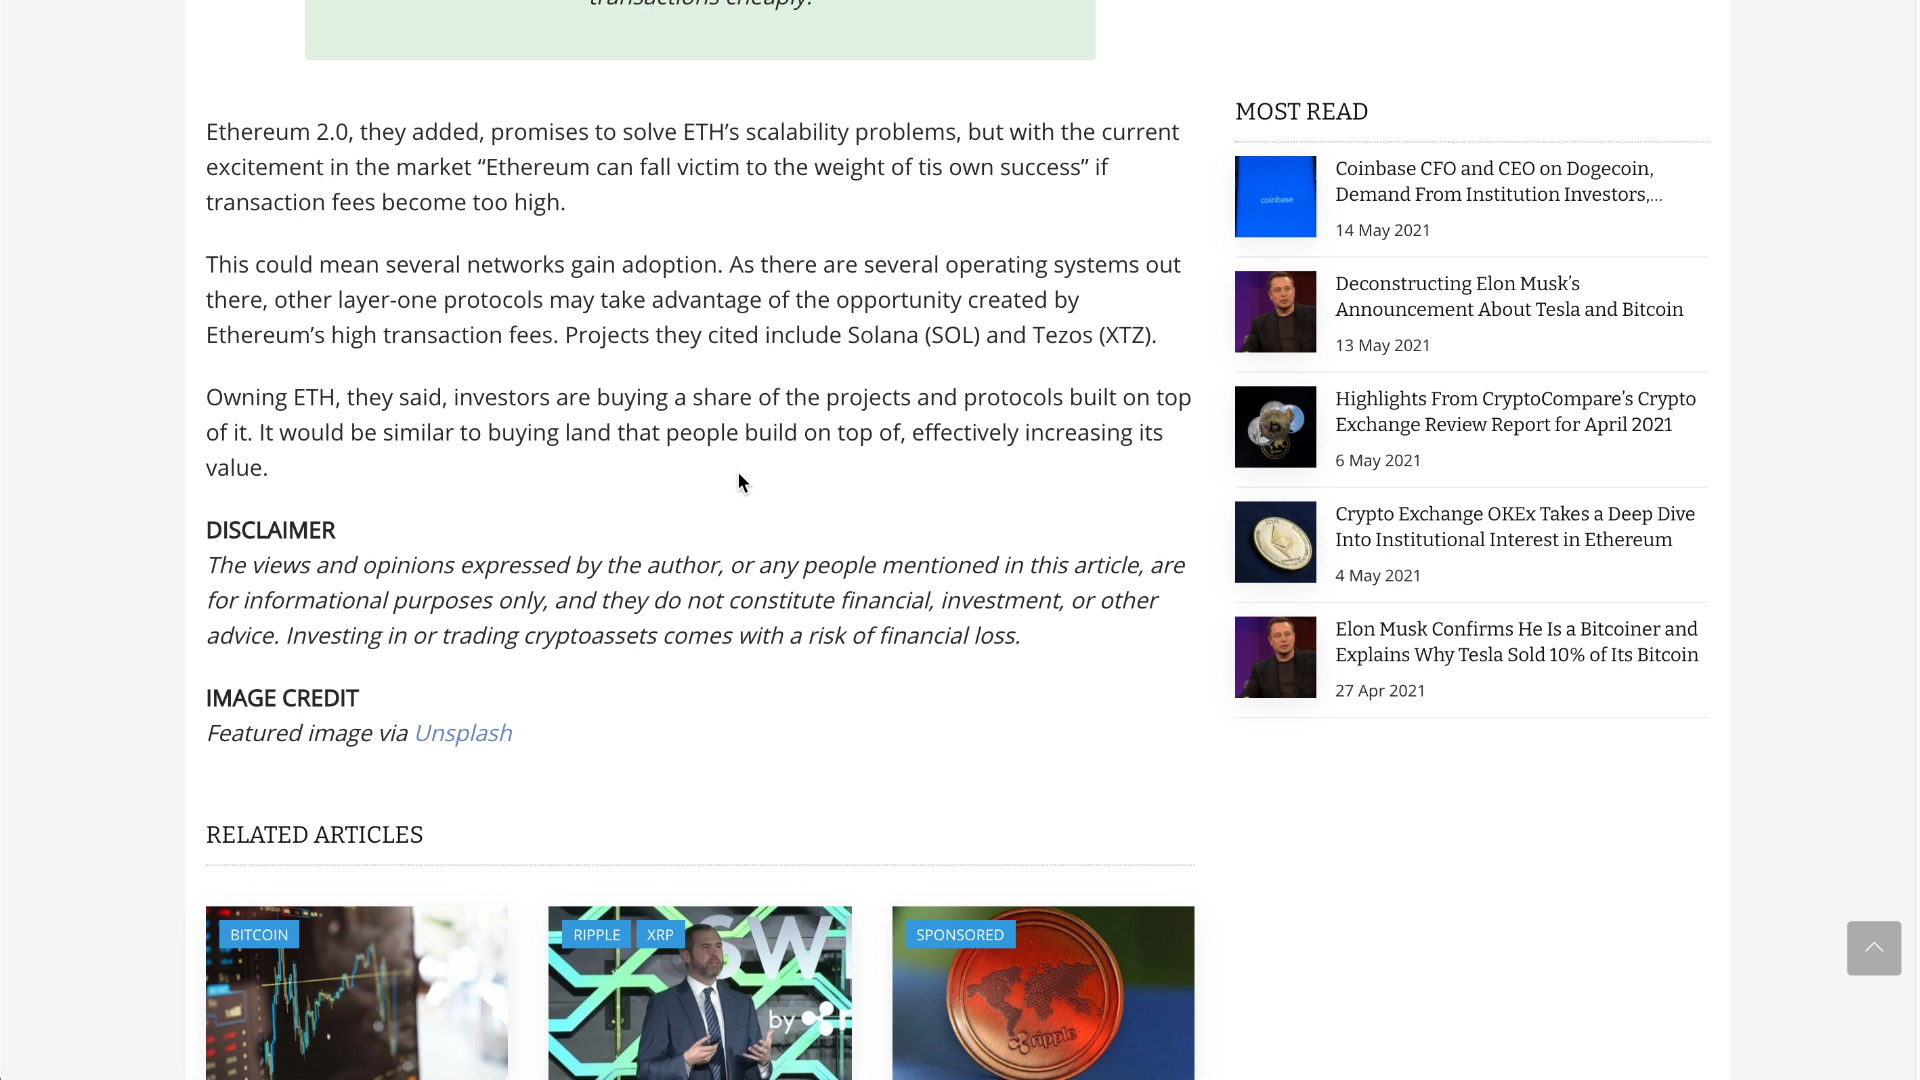 transactions cheaply.
Ethereum 2.0, they added, promises to solve ETH’s scalability problems, but with the current
excitement in the market “Ethereum can fall victim to the weight of tis own success” if
transaction fees become too high.
This could mean several networks gain adoption. As there are several operating systems out
there, other layer-one protocols may take advantage of the opportunity created by
Ethereum’s high transaction fees. Projects they cited include Solana (SOL) and Tezos (XTZ).
Owning ETH, they said, investors are buying a share of the projects and protocols built on top
of it. It would be similar to buying land that people build on top of, effectively increasing its
value.
DISCLAIMER
The views and opinions expressed by the author, or any people mentioned in this article, are
for informational purposes only, and they do not constitute financial, investment, or other
advice. Investing in or trading cryptoassets comes with a risk of financial loss.
IMAGE CREDIT
Featured image via Unsplash
RELATED ARTICLES
BITCOIN
RIPPLE XRP
SW
by
SPONSORED
ripple
MOST READ
coinbase
Coinbase CFO and CEO on Dogecoin,
Demand From Institution Investors,...
14 May 2021
Deconstructing Elon Musk’s
Announcement About Tesla and Bitcoin
13 May 2021
Highlights From CryptoCompare’s Crypto
Exchange Review Report for April 2021
6 May 2021
Crypto Exchange OKEx Takes a Deep Dive
Into Institutional Interest in Ethereum
4 May 2021
Elon Musk Confirms He Is a Bitcoiner and
Explains Why Tesla Sold 10% of Its Bitcoin
27 Apr 2021